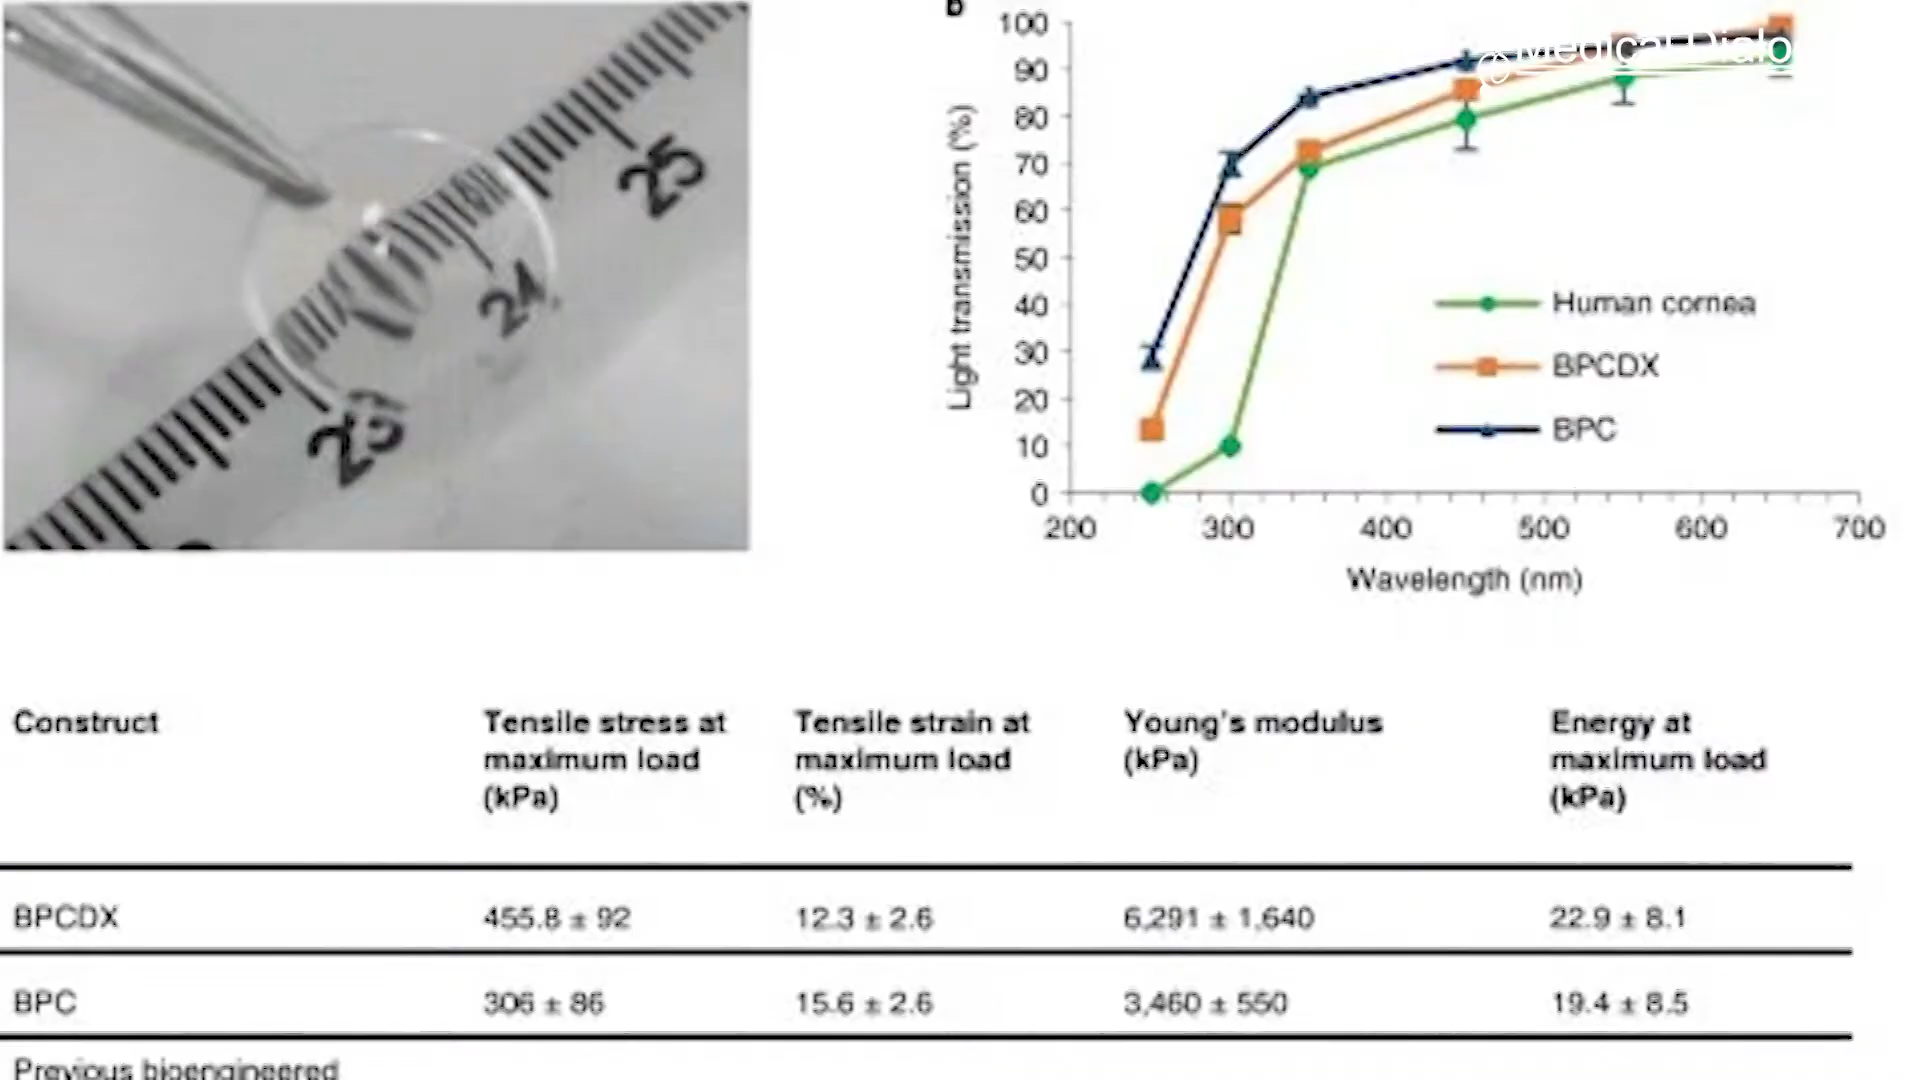 25
24
23
b
100
90
80
70
60
50
40
30
20
10
0
Light transmission (%)
200 300 400 500 600 700
Wavelength (nm)
Human cornea
BPCDX
BPC
Medical Dialo
Construct
Tensile stress at
maximum load
(kPa)
Tensile strain at
maximum load
(%)
Young's modulus
(kPa)
Energy at
maximum load
(kPa)
BPCDX 455.8 ± 92 12.3 ± 2.6 6,291 ± 1,640 22.9 ± 8.1
BPC 306 ± 86 15.6 ± 2.6 3,460 ± 550 19.4 ± 8.5
Previous bioengineered